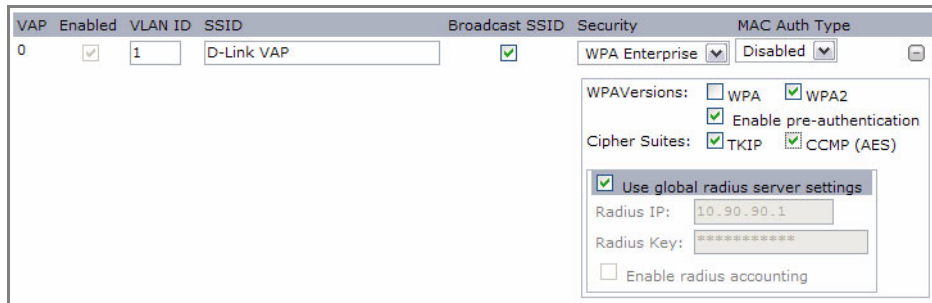 VAP Enabled VLAN ID SSID Broadcast SSID Security MAC Auth Type
0 1 D-Link VAP WPA Enterprise Disabled
WPAVersions: WPA WPA2
Enable pre-authentication
Cipher Suites: TKIP CCMP (AES)
Use global radius server settings
Radius IP: 10.90.90.1
Radius Key: ***********
Enable radius accounting